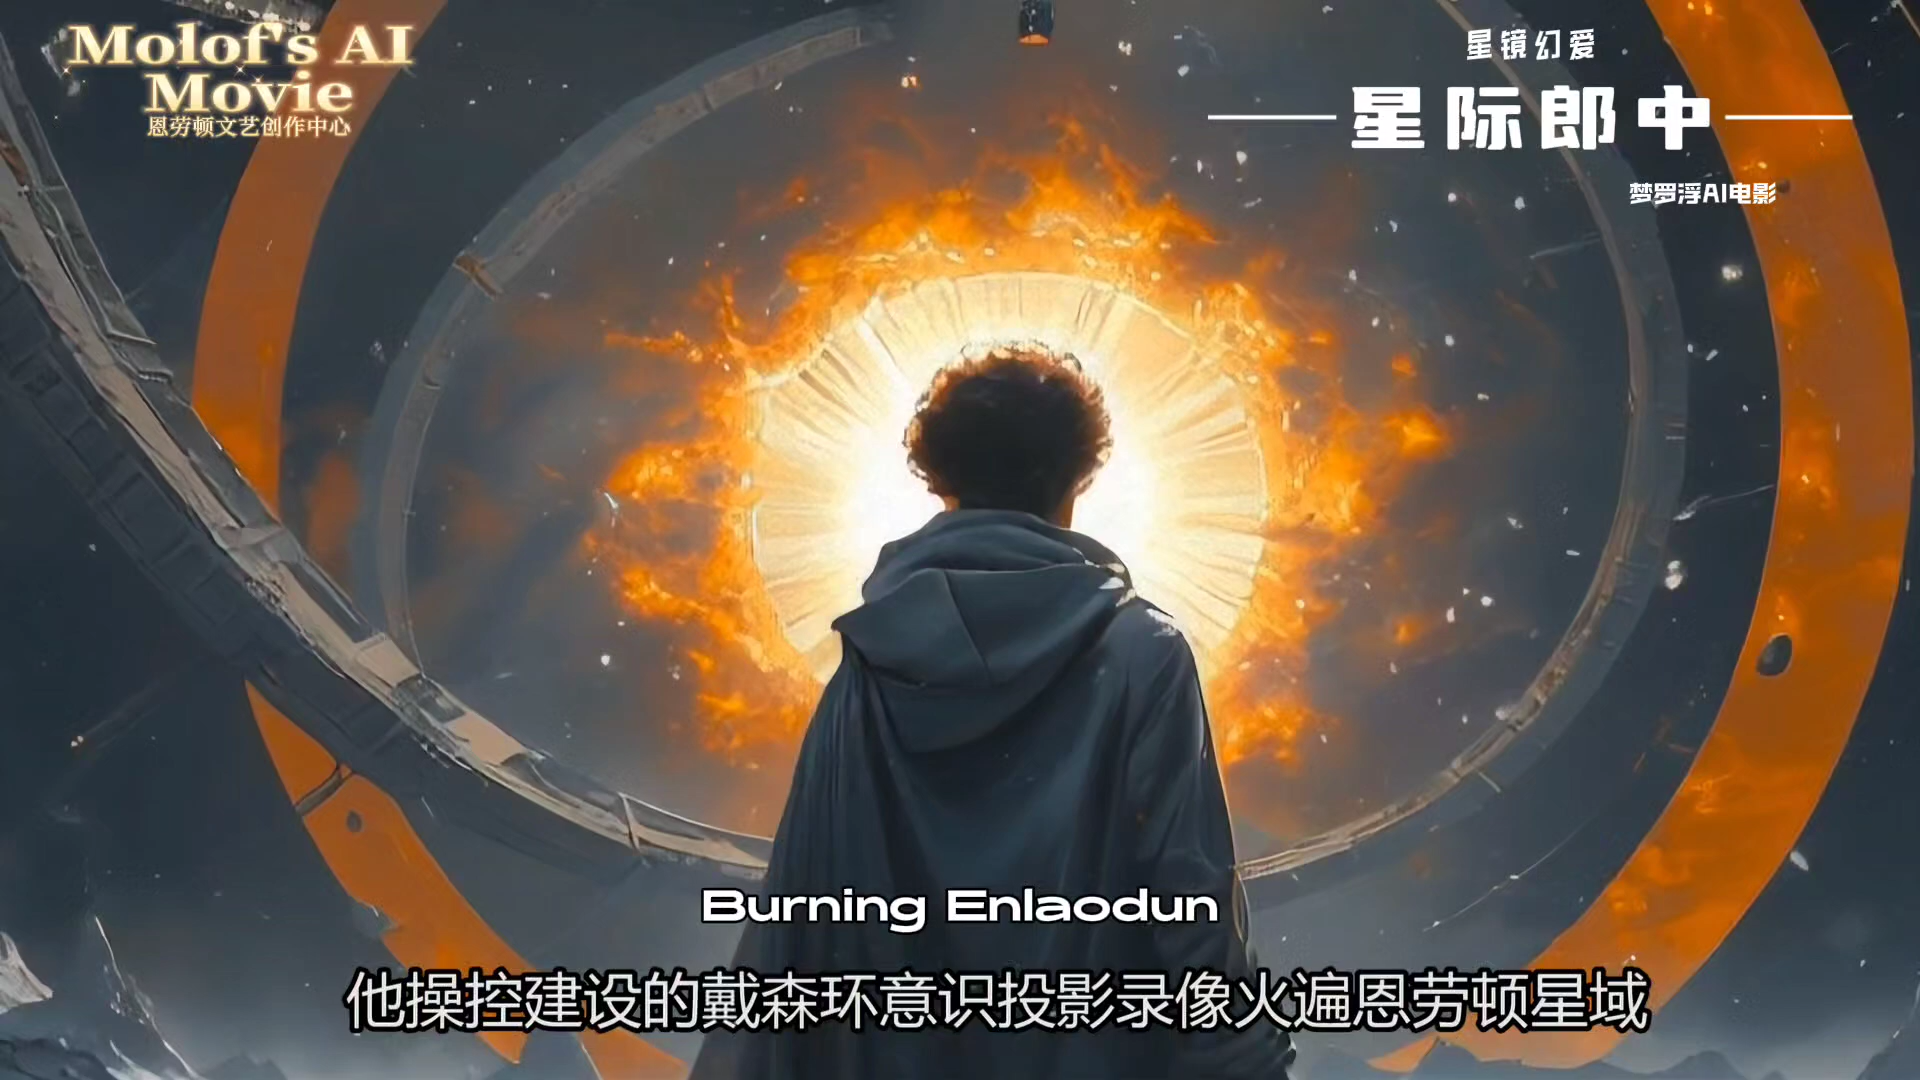 Molof's AI
Movie
恩劳顿文艺创作中心
星镜幻爱
星际郎中
梦罗浮AI电影
Burning Enlaodun
他操控建设的戴森环意识投影录像火遍恩劳顿星域